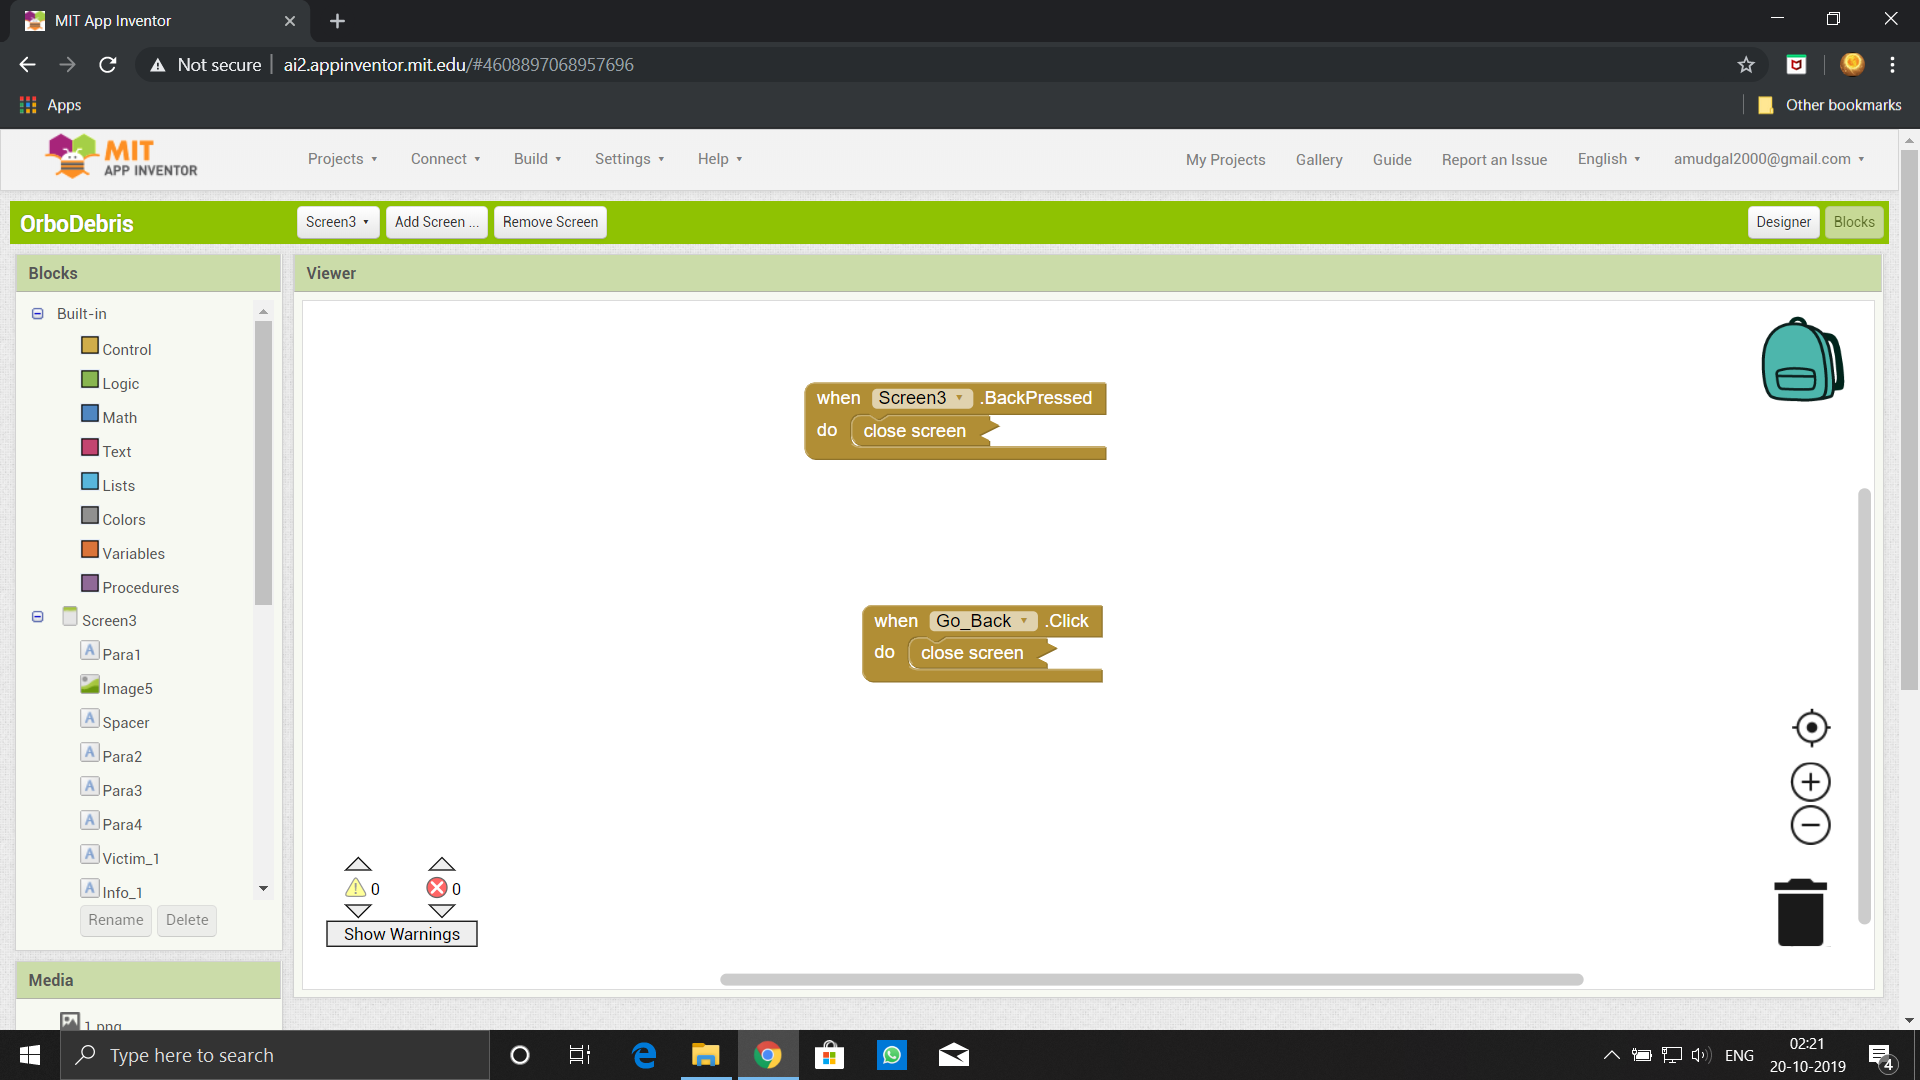 MIT App Inventor
Not secure
ai2.appinventor.mit.edu/#4608897068957696
Apps
Other bookmarks
MIT
APP INVENTOR
Projects
Connect
Build
Settings
Help
My Projects
Gallery
Guide
Report an Issue
English
amudgal2000@gmail.com
OrboDebris
Screen3
Add Screen ...
Remove Screen
Designer
Blocks
Blocks
Built-in
Control
Logic
Math
Text
Lists
Colors
Variables
Procedures
Screen3
A Para1
Image5
A Spacer
A Para2
A Para3
A Para4
A Victim_1
A Info_1
Rename
Delete
Media
1.png
Viewer
when Screen3 .BackPressed
do close screen
when Go_Back .Click
do close screen
0
0
Show Warnings
Type here to search
ENG
02:21
20-10-2019
4